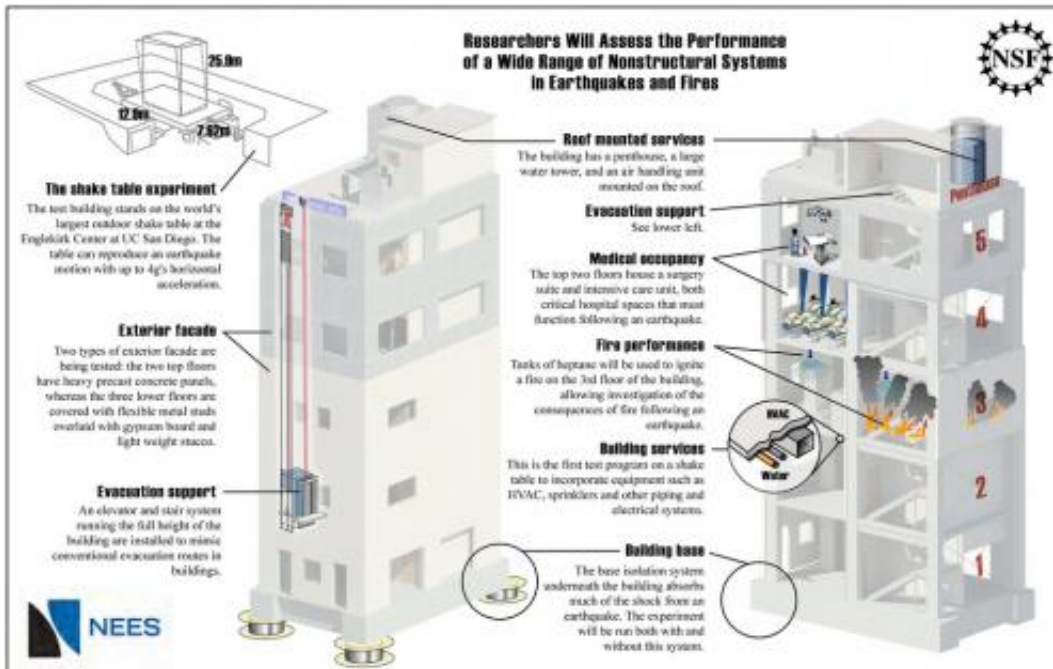 Researchers Will Assess the Performance
of a Wide Range of Nonstructural Systems
in Earthquakes and Fires
NSF
25.9m
12.9m
7.62m
The shake table experiment
The test building stands on the world's
largest outdoor shake table at the
Englekirk Center at UC San Diego. The
table can reproduce an earthquake
motion with up to 4g's horizontal
acceleration.
Exterior facade
Two types of exterior facade are
being tested: the two top floors
have heavy precast concrete panels,
whereas the three lower floors are
covered with flexible metal studs
overlaid with gypsum board and
light weight stucco.
Evacuation support
An elevator and stair system
running the full height of the
building are installed to mimic
conventional evacuation routes in
buildings.
NEES
Roof mounted services
The building has a penthouse, a large
water tower, and an air handling unit
mounted on the roof.
Evacuation support
See lower left.
Medical occupancy
The top two floors house a surgery
suite and intensive care unit, both
critical hospital spaces that must
function following an earthquake.
Fire performance
Tanks of heptane will be used to ignite
a fire on the 3rd floor of the building,
allowing investigation of the
consequences of fire following an
earthquake.
Building services
This is the first test program on a shake
table to incorporate equipment such as
HVAC, sprinklers and other piping and
electrical systems.
Building base
The base isolation system
underneath the building absorbs
much of the shock from an
earthquake. The experiment
will be run both with and
without this system.
HVAC
Water
Penthouse
5
4
3
2
1